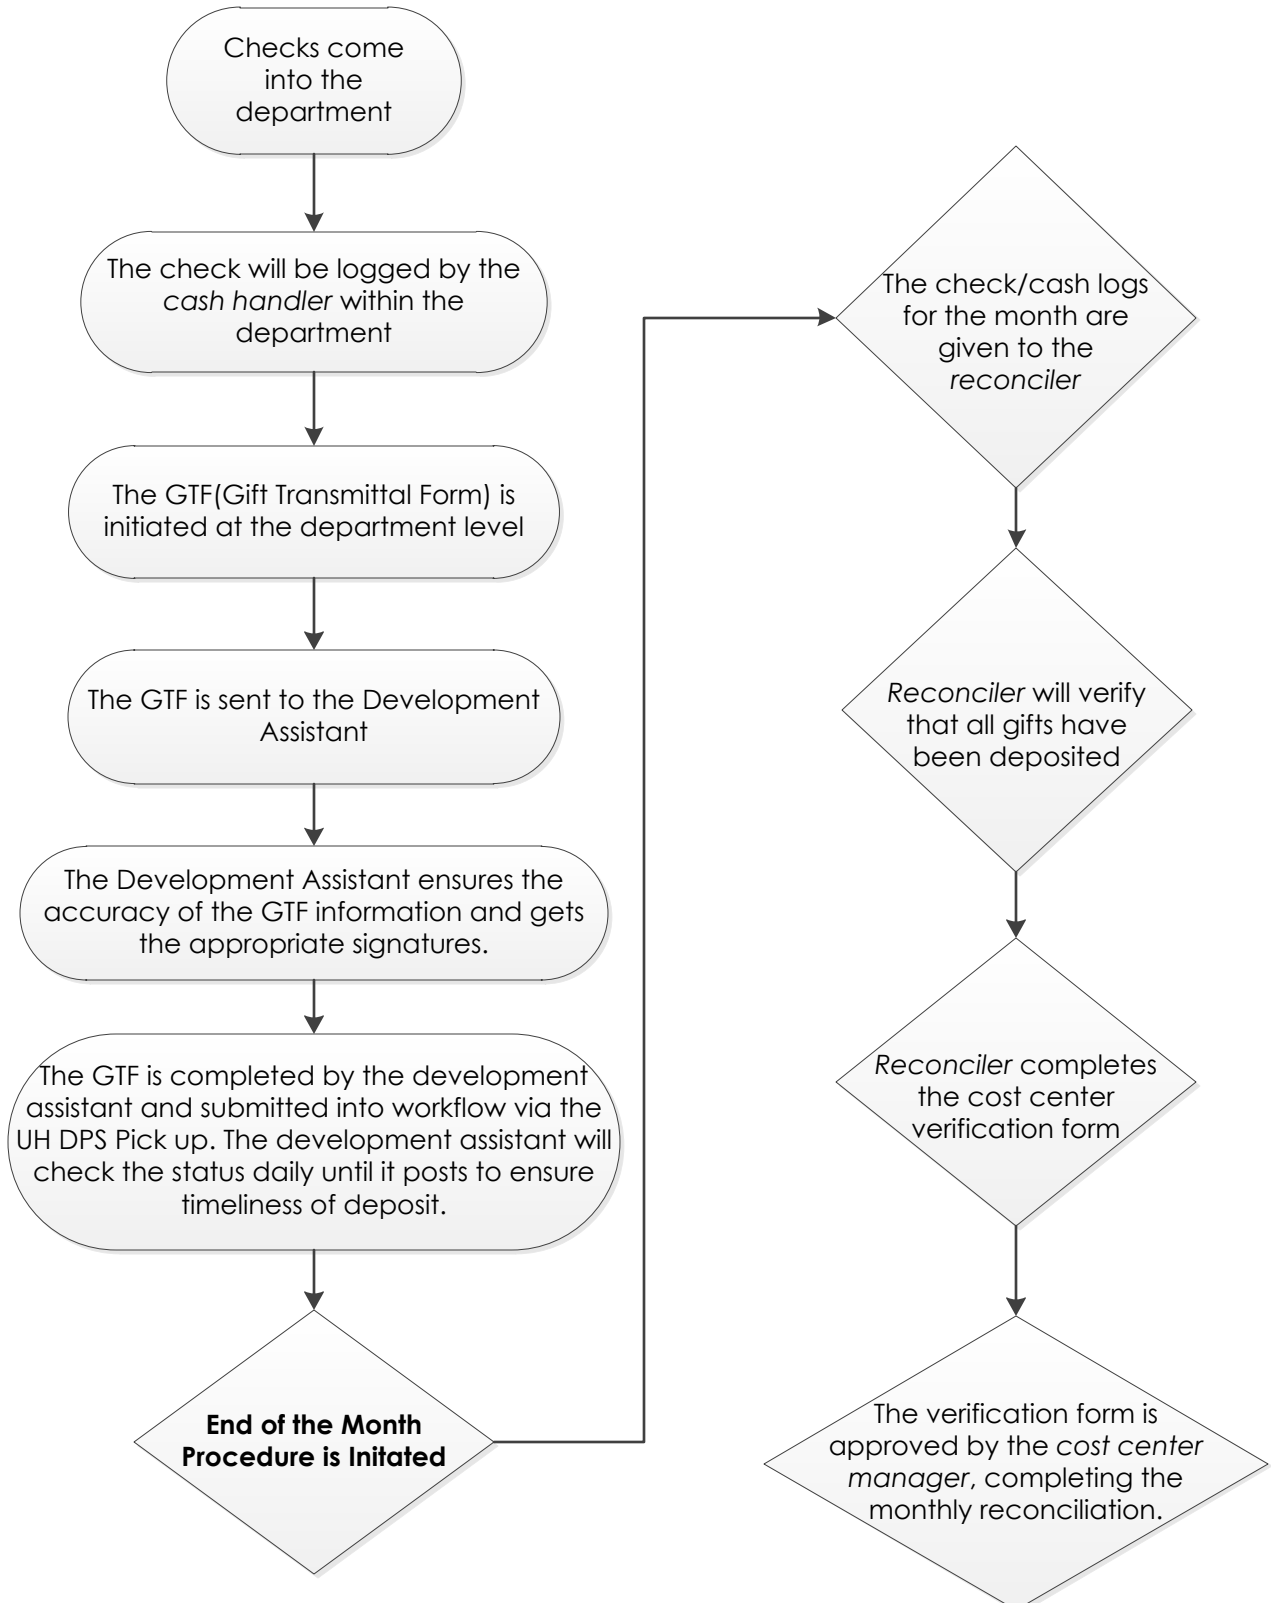 Checks come
into the
department
The check will be logged by the
cash handler within the
department
The GTF(Gift Transmittal Form) is
initiated at the department level
The GTF is sent to the Development
Assistant
The Development Assistant ensures the
accuracy of the GTF information and gets
the appropriate signatures.
The GTF is completed by the development
assistant and submitted into workflow via the
UH DPS Pick up. The development assistant will
check the status daily until it posts to ensure
timeliness of deposit.
End of the Month
Procedure is Initated
The check/cash logs
for the month are
given to the
reconciler
Reconciler will verify
that all gifts have
been deposited
Reconciler completes
the cost center
verification form
The verification form is
approved by the cost center
manager, completing the
monthly reconciliation.